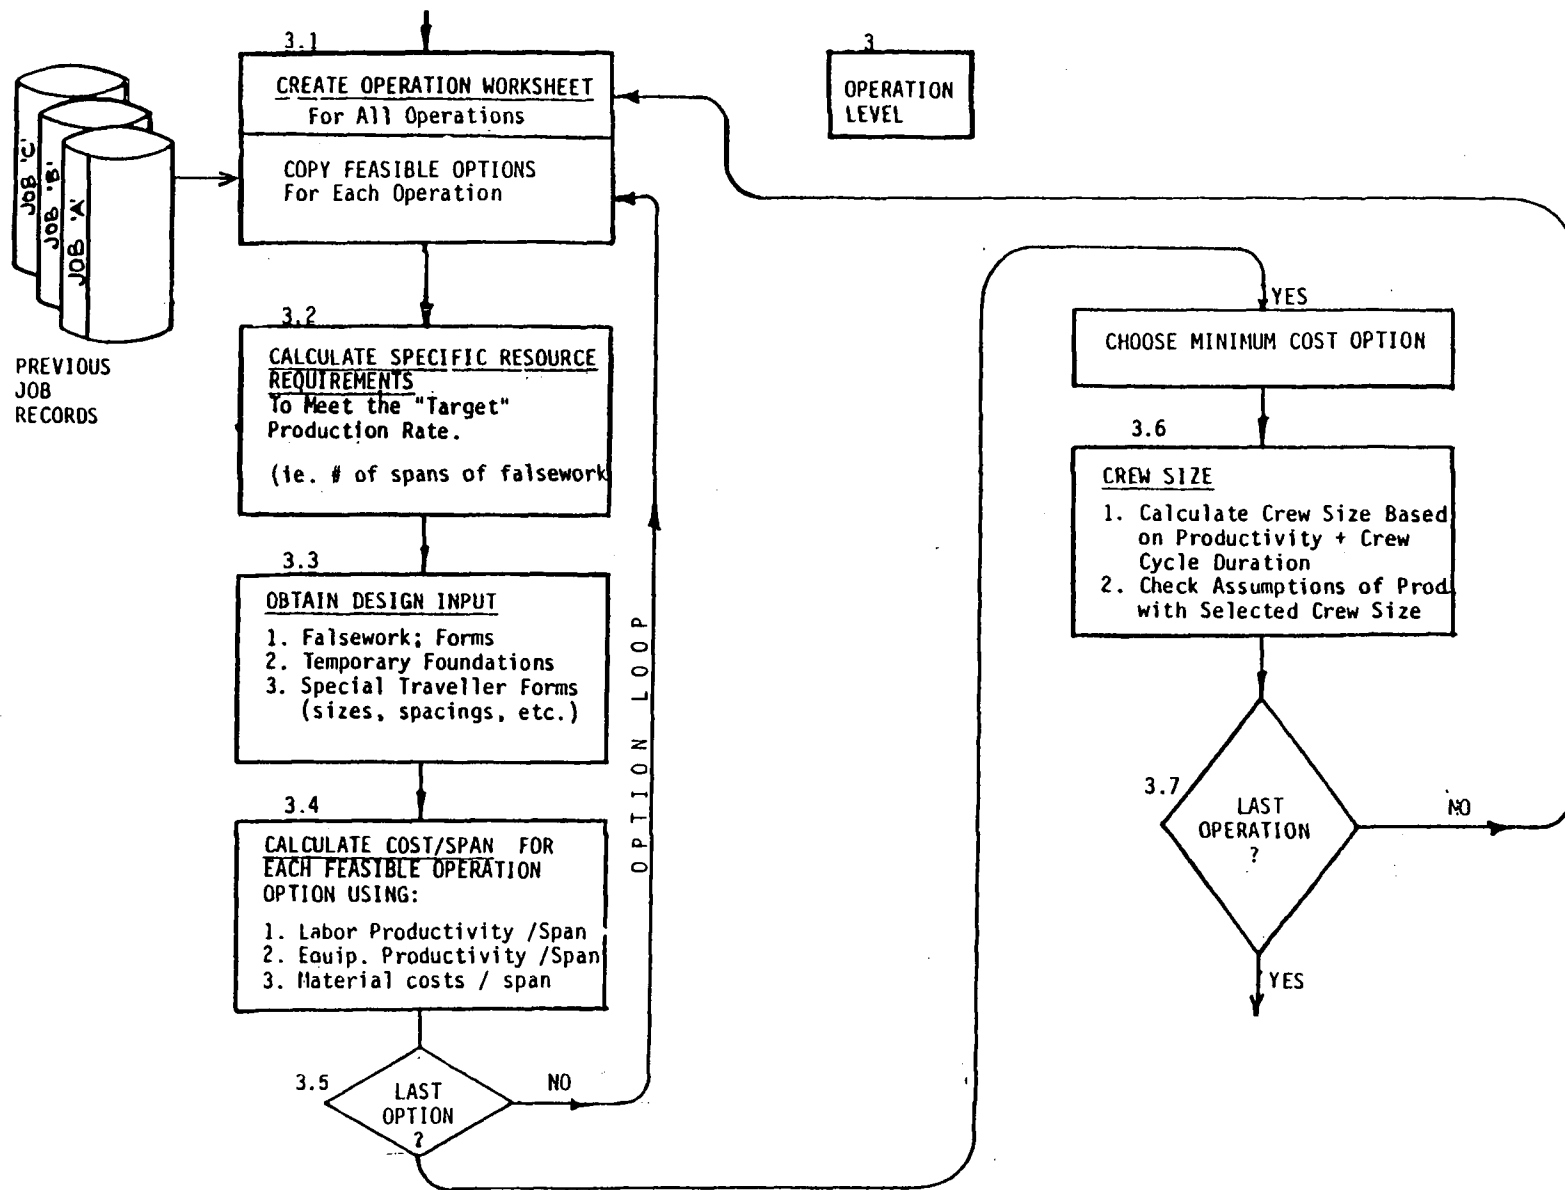 3.1
CREATE OPERATION WORKSHEET
For All Operations
COPY FEASIBLE OPTIONS
For Each Operation
JOB 'C'
JOB 'B'
JOB 'A'
PREVIOUS
JOB
RECORDS
3.2
CALCULATE SPECIFIC RESOURCE
REQUIREMENTS
To Meet the "Target"
Production Rate.
(ie. # of spans of falsework
3.3
OBTAIN DESIGN INPUT
1. Falsework; Forms
2. Temporary Foundations
3. Special Traveller Forms
(sizes, spacings, etc.)
3.4
CALCULATE COST/SPAN FOR
EACH FEASIBLE OPERATION
OPTION USING:
1. Labor Productivity /Span
2. Equip. Productivity /Span
3. Material costs / span
3.5
LAST
OPTION
?
NO
OPTION LOOP
3
OPERATION
LEVEL
YES
CHOOSE MINIMUM COST OPTION
3.6
CREW SIZE
1. Calculate Crew Size Based
on Productivity + Crew
Cycle Duration
2. Check Assumptions of Prod
with Selected Crew Size
3.7
LAST
OPERATION
?
NO
YES